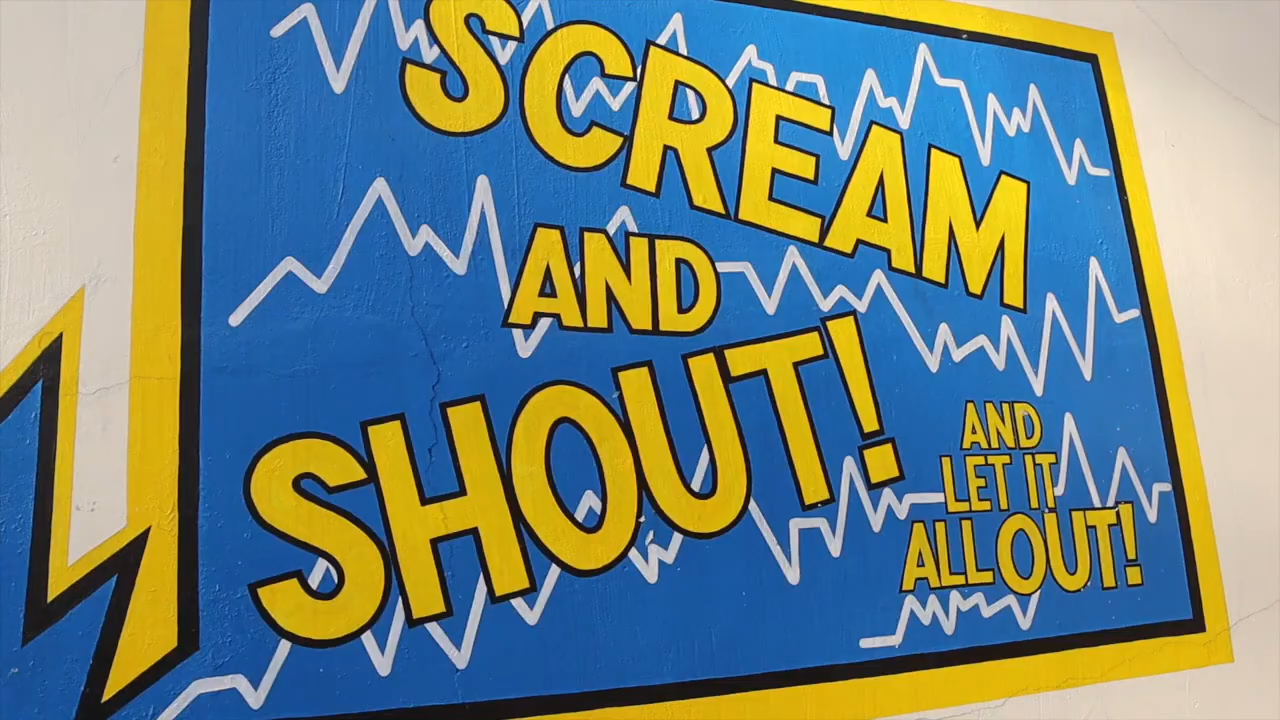 SCREAM
AND
SHOUT!
AND
LET IT
ALL OUT!